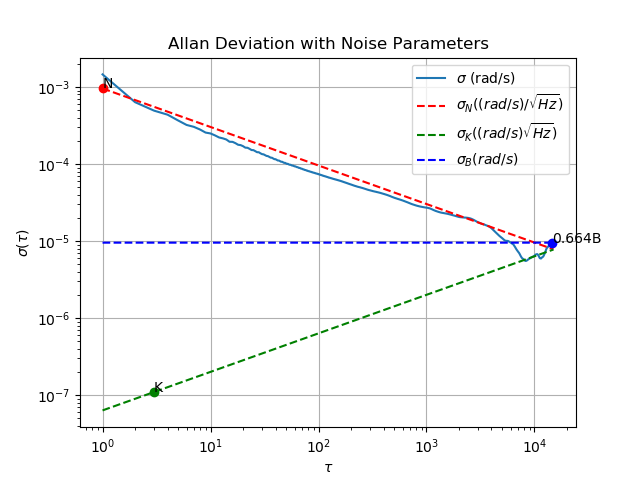 Allan Deviation with Noise Parameters
σ (rad/s)
σ_N((rad/s)/√Hz)
σ_K((rad/s)√Hz)
σ_B(rad/s)
N
K
0.664B
σ(τ)
10⁻³
10⁻⁴
10⁻⁵
10⁻⁶
10⁻⁷
10⁰ 10¹ 10² 10³ 10⁴
τ